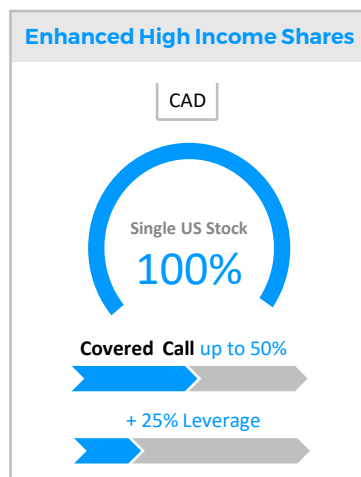 Enhanced High Income Shares
CAD
Single US Stock
100%
Covered Call up to 50%
+ 25% Leverage